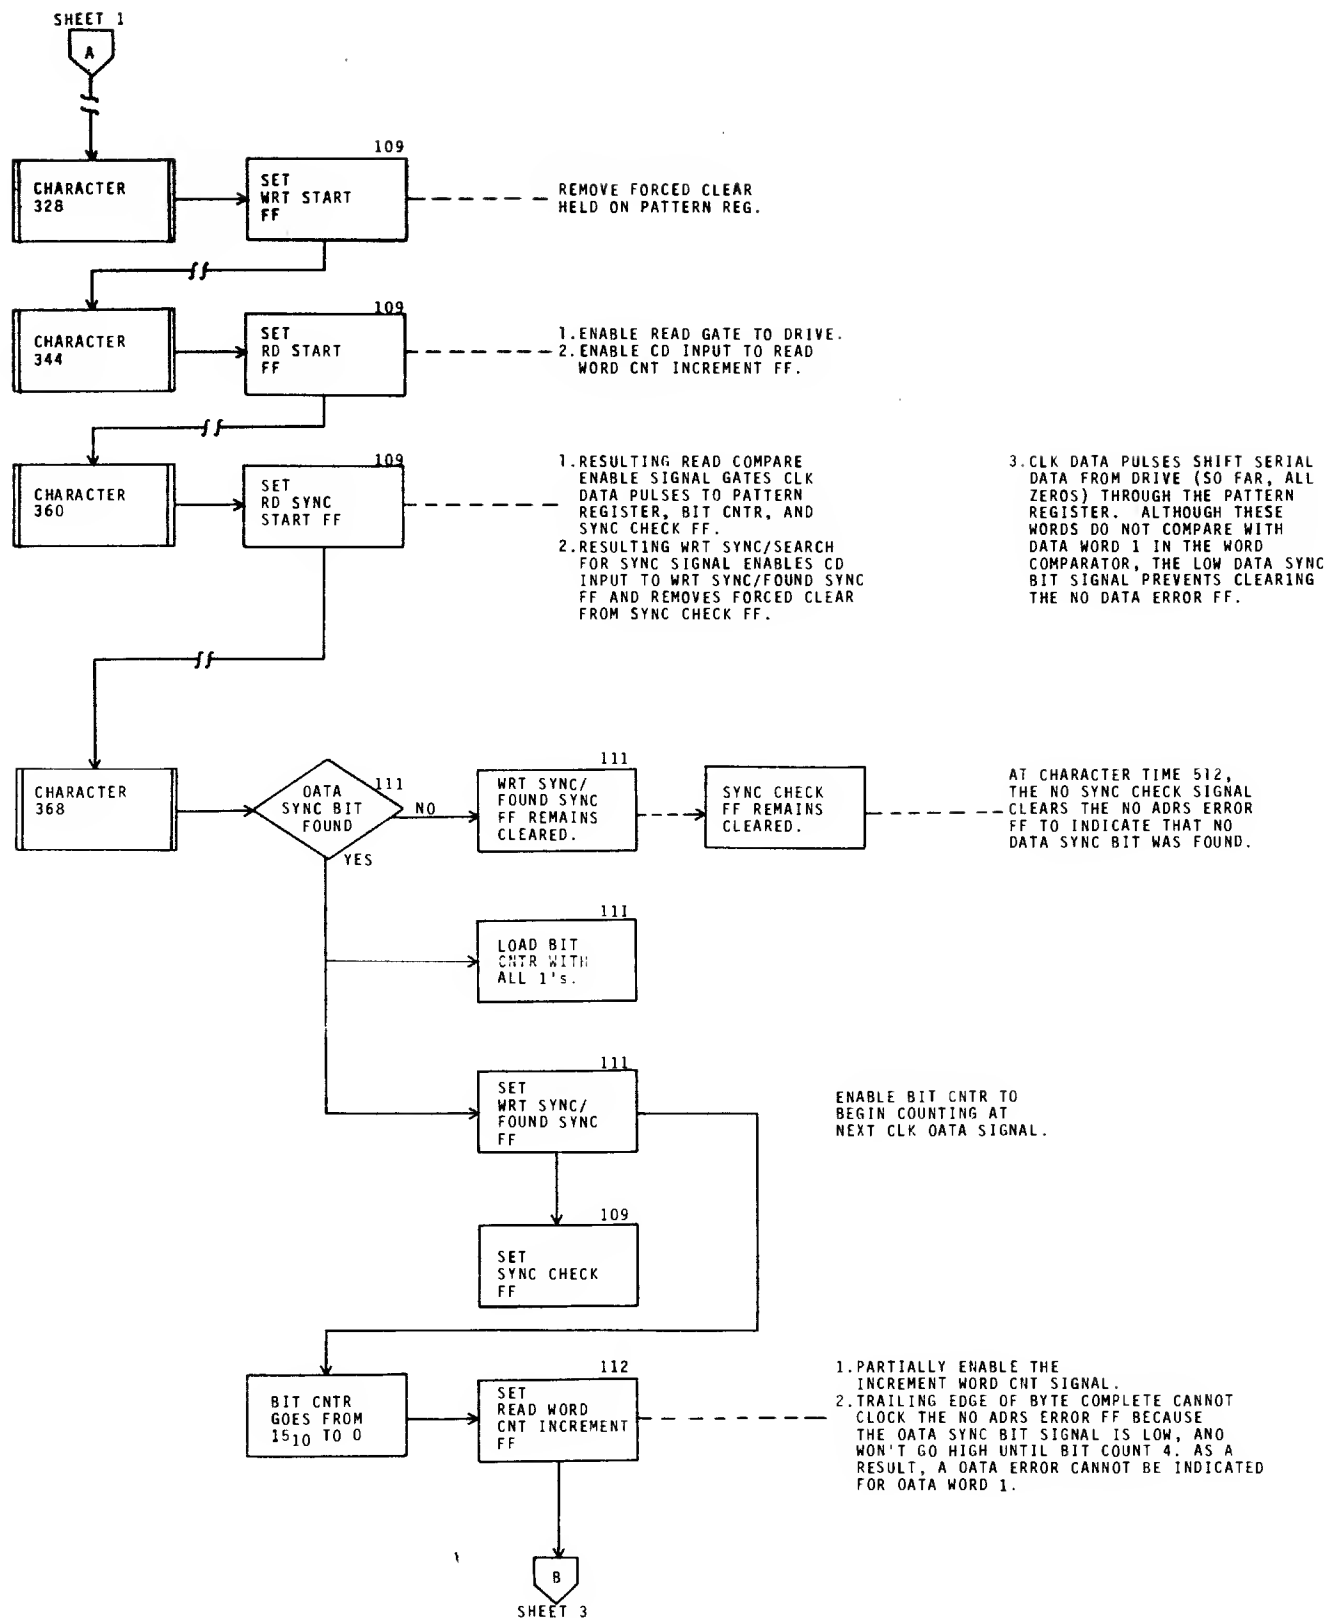 SHEET 1
A
CHARACTER
328
109
SET
WRT START
FF
REMOVE FORCED CLEAR
HELD ON PATTERN REG.
CHARACTER
344
109
SET
RD START
FF
1.ENABLE READ GATE TO DRIVE.
2.ENABLE CD INPUT TO READ
WORD CNT INCREMENT FF.
CHARACTER
360
109
SET
RD SYNC
START FF
1.RESULTING READ COMPARE
ENABLE SIGNAL GATES CLK
DATA PULSES TO PATTERN
REGISTER, BIT CNTR, AND
SYNC CHECK FF.
2.RESULTING WRT SYNC/SEARCH
FOR SYNC SIGNAL ENABLES CD
INPUT TO WRT SYNC/FOUND SYNC
FF AND REMOVES FORCED CLEAR
FROM SYNC CHECK FF.
3.CLK DATA PULSES SHIFT SERIAL
DATA FROM DRIVE (SO FAR, ALL
ZEROS) THROUGH THE PATTERN
REGISTER. ALTHOUGH THESE
WORDS DO NOT COMPARE WITH
DATA WORD 1 IN THE WORD
COMPARATOR, THE LOW DATA SYNC
BIT SIGNAL PREVENTS CLEARING
THE NO DATA ERROR FF.
CHARACTER
368
OATA
SYNC BIT
FOUND
111
NO
YES
111
WRT SYNC/
FOUND SYNC
FF REMAINS
CLEARED.
SYNC CHECK
FF REMAINS
CLEARED.
AT CHARACTER TIME 512,
THE NO SYNC CHECK SIGNAL
CLEARS THE NO ADRS ERROR
FF TO INDICATE THAT NO
DATA SYNC BIT WAS FOUND.
111
LOAD BIT
CNTR WITH
ALL 1's.
111
SET
WRT SYNC/
FOUND SYNC
FF
ENABLE BIT CNTR TO
BEGIN COUNTING AT
NEXT CLK OATA SIGNAL.
109
SET
SYNC CHECK
FF
BIT CNTR
GOES FROM
15₁₀ TO 0
112
SET
READ WORD
CNT INCREMENT
FF
1.PARTIALLY ENABLE THE
INCREMENT WORD CNT SIGNAL.
2.TRAILING EDGE OF BYTE COMPLETE CANNOT
CLOCK THE NO ADRS ERROR FF BECAUSE
THE OATA SYNC BIT SIGNAL IS LOW, ANO
WON'T GO HIGH UNTIL BIT COUNT 4. AS A
RESULT, A OATA ERROR CANNOT BE INDICATED
FOR OATA WORD 1.
B
SHEET 3